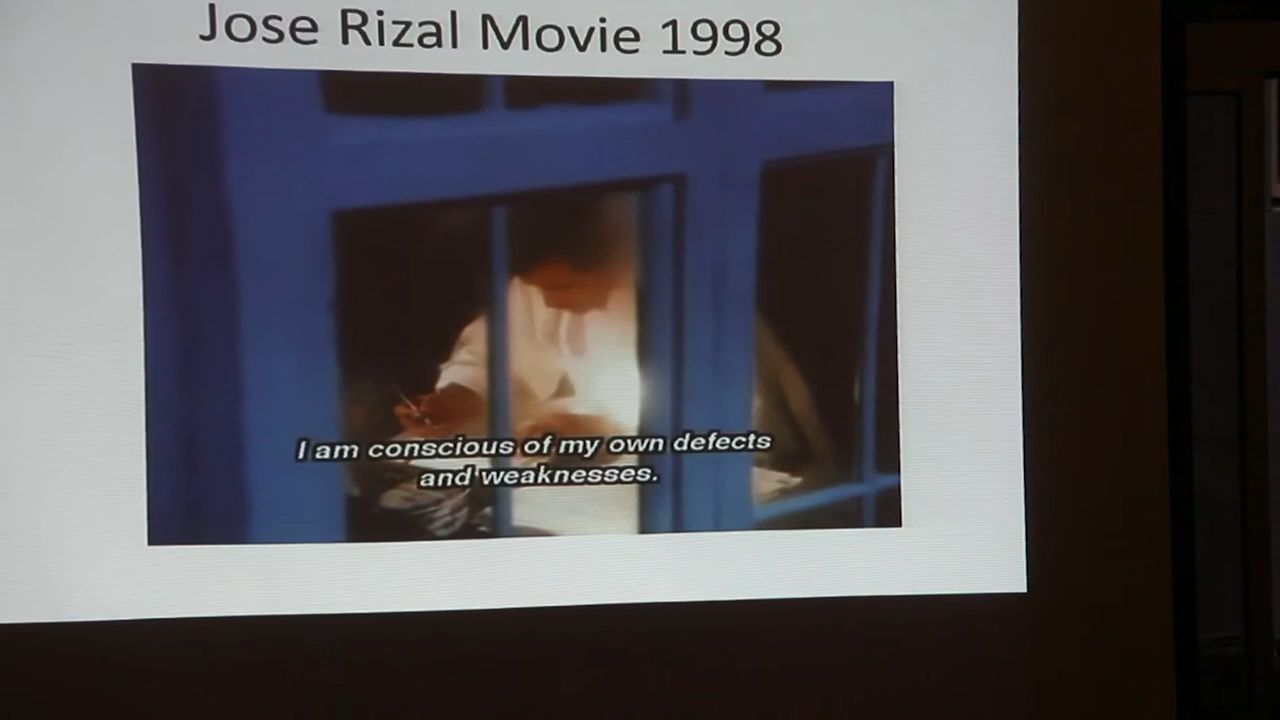 Jose Rizal Movie 1998
I am conscious of my own defects
and weaknesses.